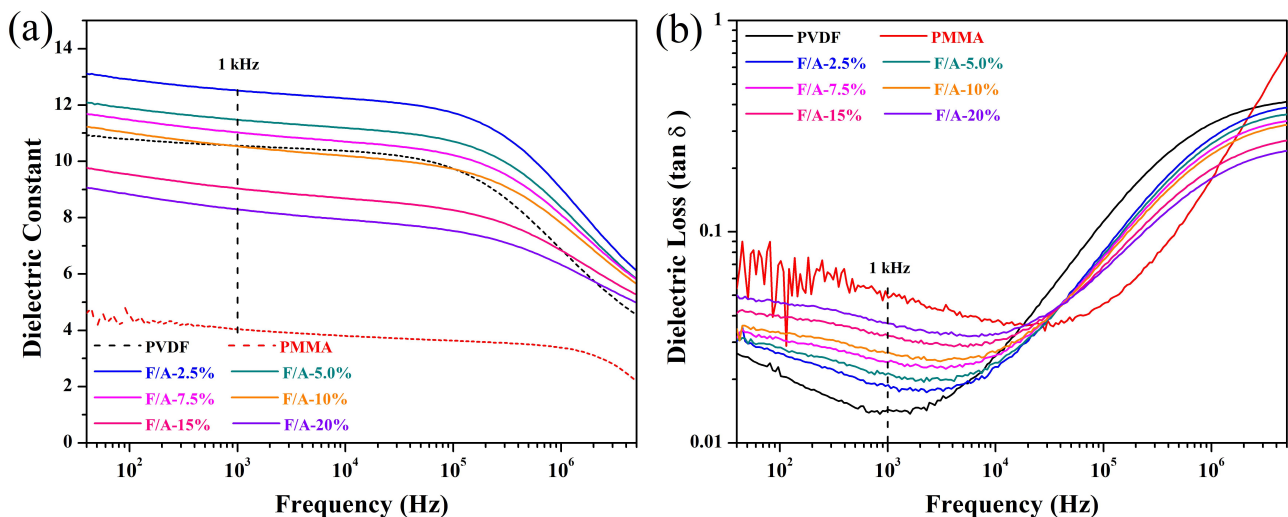 (a)
14
12
10
8
6
4
2
0
Dielectric Constant
1 kHz
PVDF PMMA
F/A-2.5% F/A-5.0%
F/A-7.5% F/A-10%
F/A-15% F/A-20%
10² 10³ 10⁴ 10⁵ 10⁶
Frequency (Hz)
(b)
1
0.1
0.01
Dielectric Loss (tan δ)
PVDF PMMA
F/A-2.5% F/A-5.0%
F/A-7.5% F/A-10%
F/A-15% F/A-20%
1 kHz
10² 10³ 10⁴ 10⁵ 10⁶
Frequency (Hz)